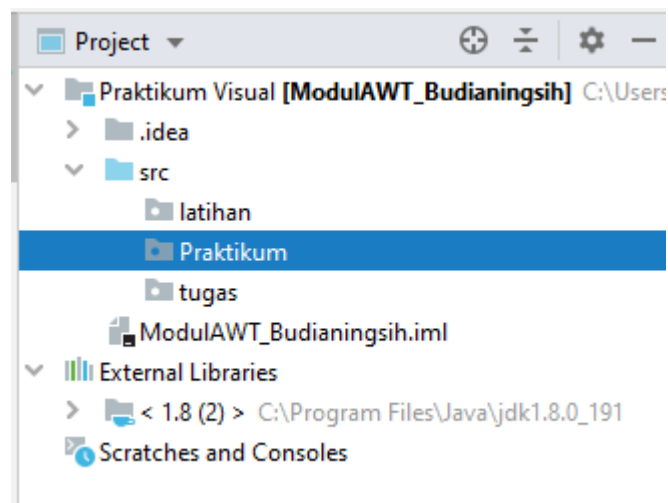 Project
Praktikum Visual [ModulAWT_Budianingsih] C:\Users
.idea
src
latihan
Praktikum
tugas
ModulAWT_Budianingsih.iml
External Libraries
< 1.8 (2) > C:\Program Files\Java\jdk1.8.0_191
Scratches and Consoles